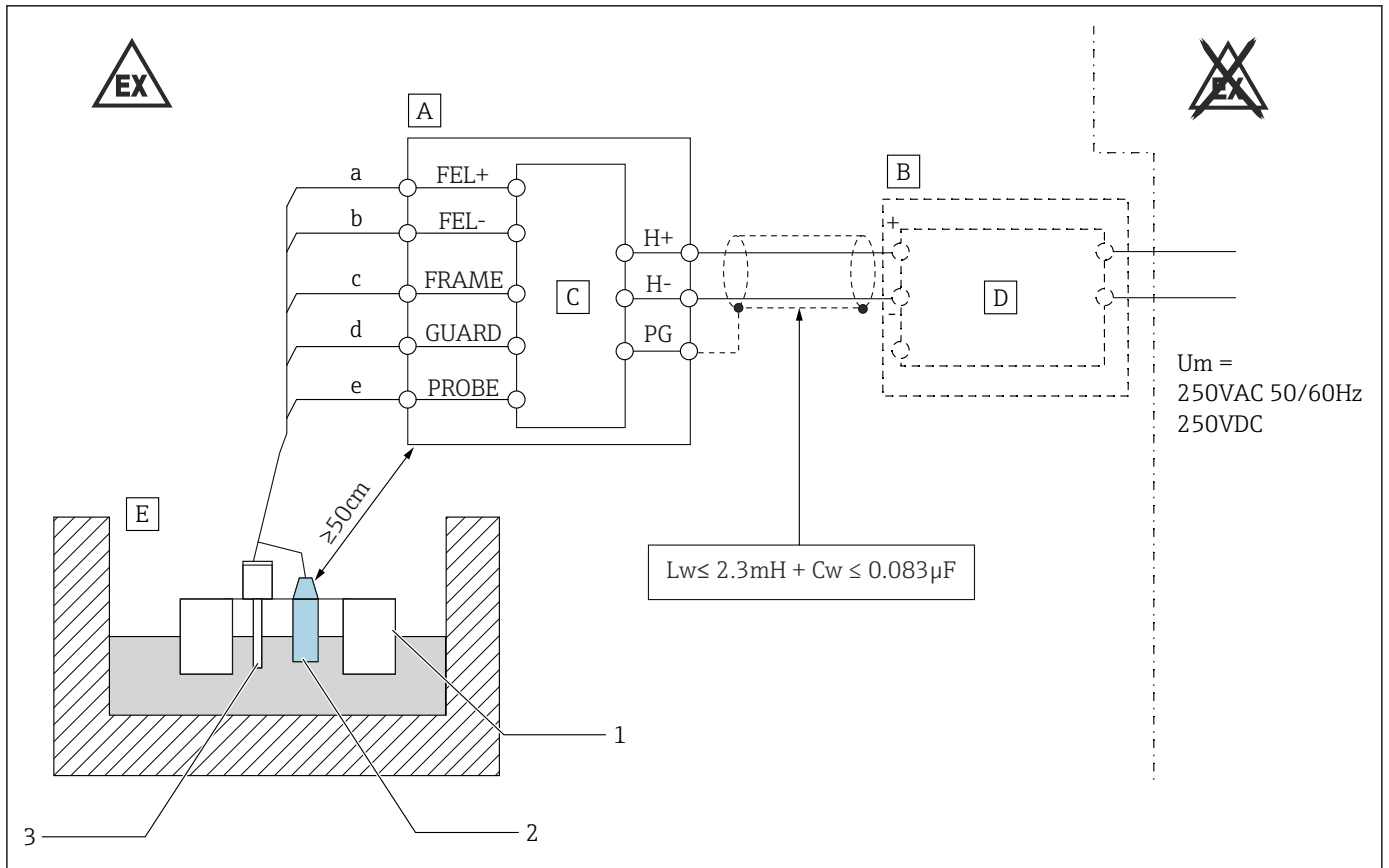 EX
EX
A
a
FEL+
b
FEL-
c
FRAME
d
GUARD
e
PROBE
C
H+
H-
PG
B
+
-
D
Um =
250VAC 50/60Hz
250VDC
≥50cm
E
Lw≤ 2.3mH + Cw ≤ 0.083µF
1
2
3